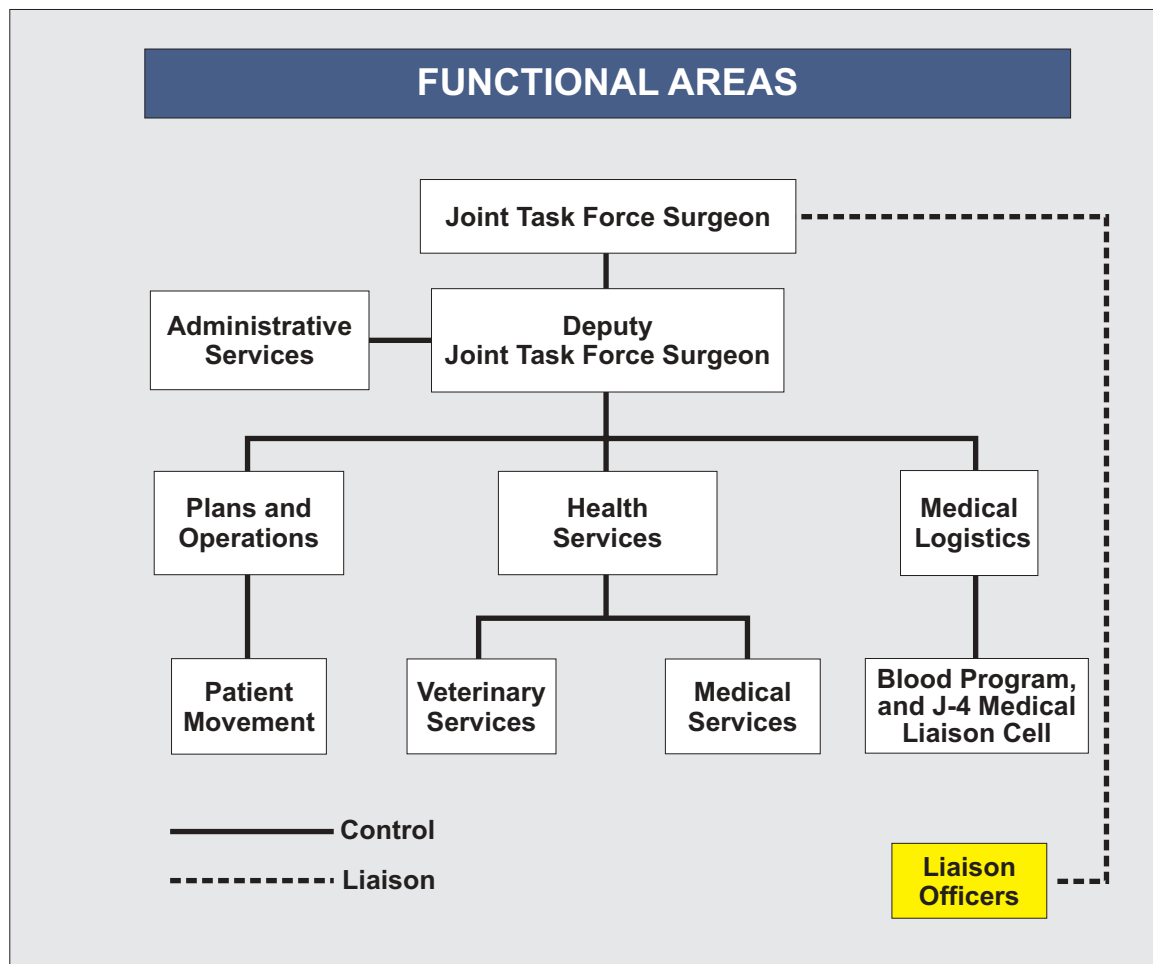 FUNCTIONAL AREAS
Joint Task Force Surgeon
Administrative
Services
Deputy
Joint Task Force Surgeon
Plans and
Operations
Health
Services
Medical
Logistics
Patient
Movement
Veterinary
Services
Medical
Services
Blood Program,
and J-4 Medical
Liaison Cell
Control
Liaison
Liaison
Officers